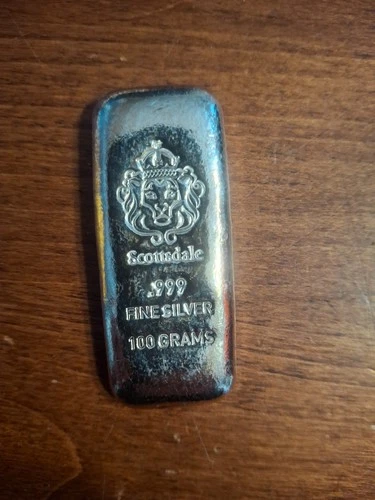 Scottsdale
.999
FINE SILVER
100 GRAMS